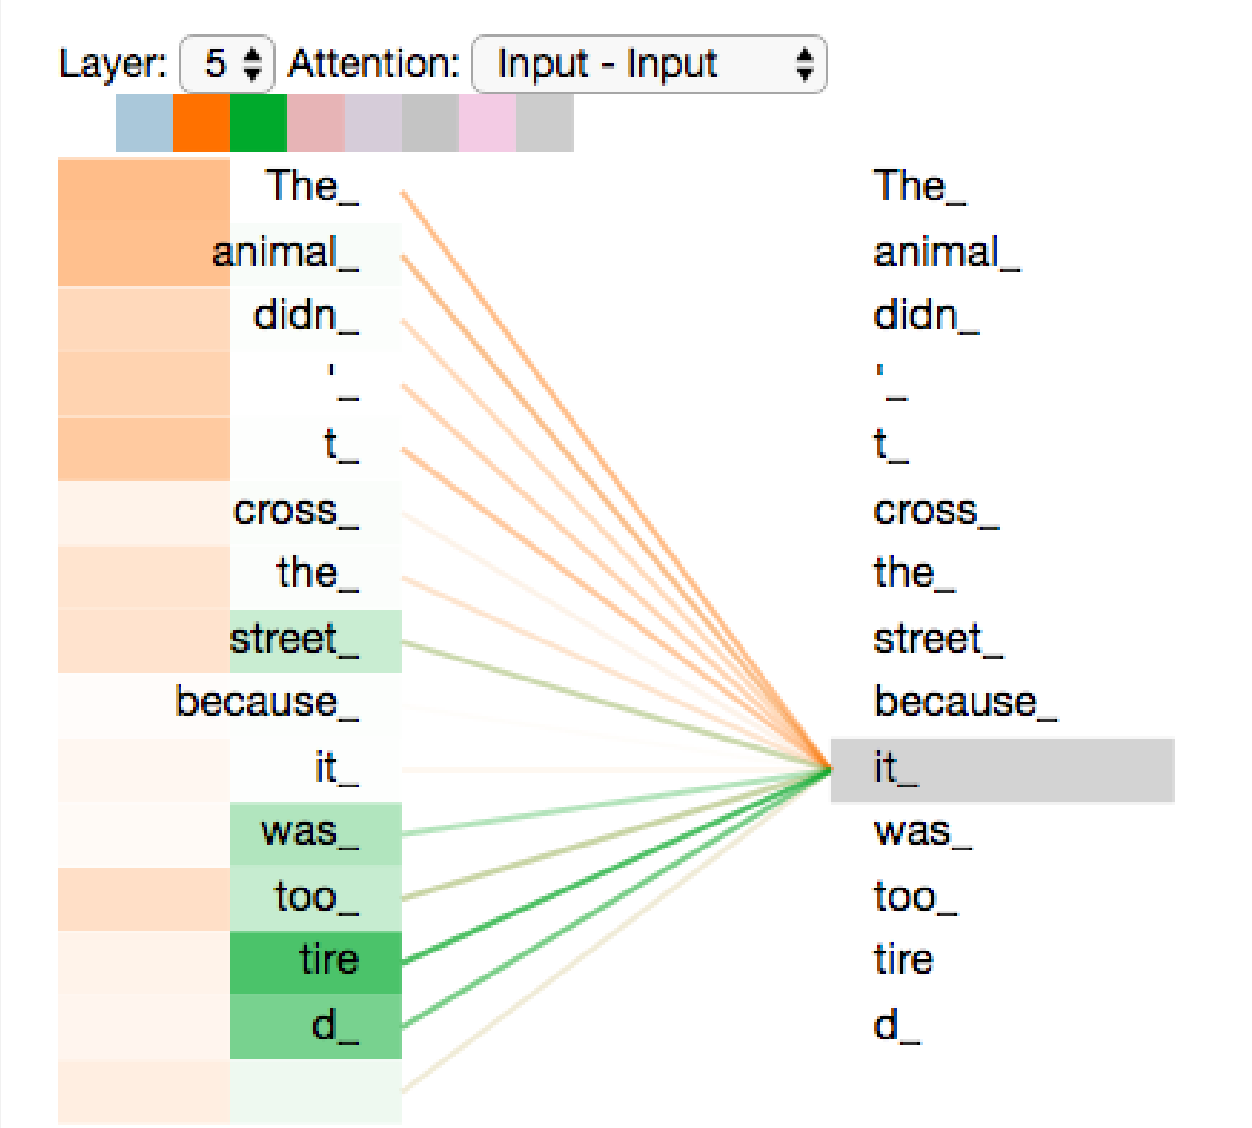 Layer: 5 Attention: Input - Input
The_ The_
animal_ animal_
didn_ didn_
'_ '_
t_ t_
cross_ cross_
the_ the_
street_ street_
because_ because_
it_ it_
was_ was_
too_ too_
tire tire
d_ d_